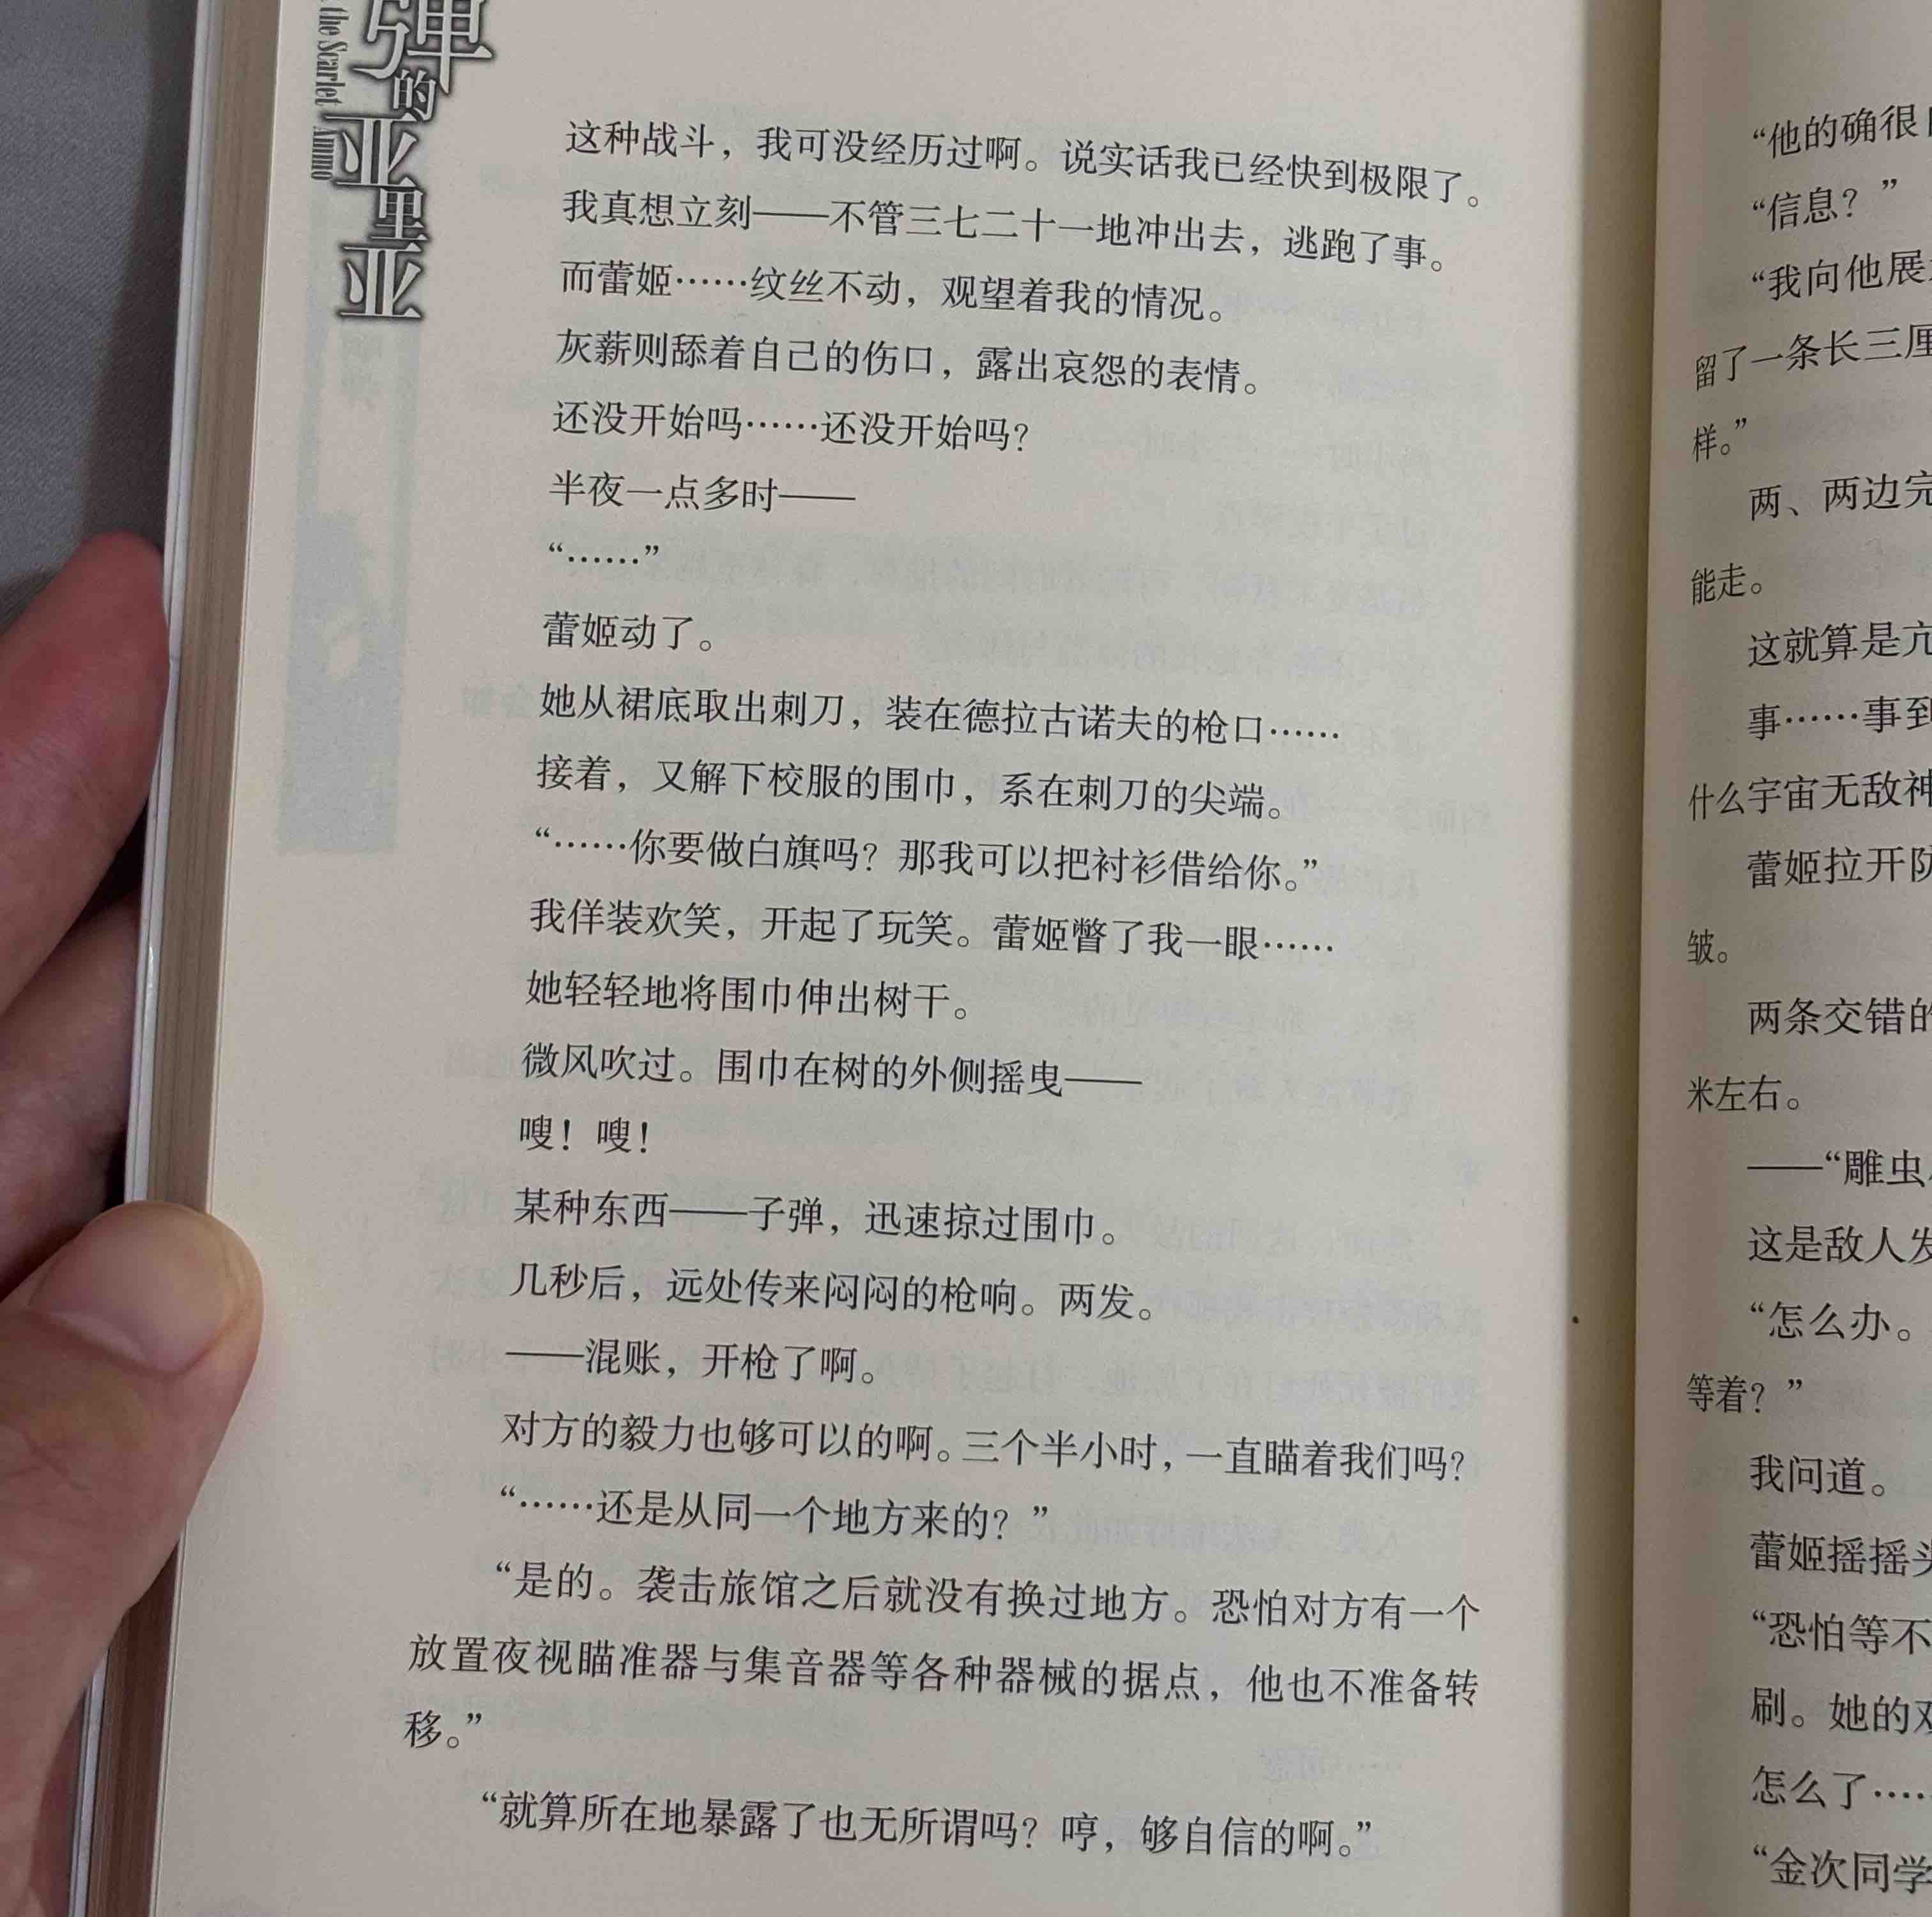 弹的亚里亚
the Scarlet Ammo
这种战斗，我可没经历过啊。说实话我已经快到极限了。
我真想立刻——不管三七二十一地冲出去，逃跑了事。
而蕾姬……纹丝不动，观望着我的情况。
灰薪则舔着自己的伤口，露出哀怨的表情。
还没开始吗……还没开始吗？
半夜一点多时——
“……”
蕾姬动了。
她从裙底取出刺刀，装在德拉古诺夫的枪口……
接着，又解下校服的围巾，系在刺刀的尖端。
“……你要做白旗吗？那我可以把衬衫借给你。”
我佯装欢笑，开起了玩笑。蕾姬瞥了我一眼……
她轻轻地将围巾伸出树干。
微风吹过。围巾在树的外侧摇曳——
嗖！嗖！
某种东西——子弹，迅速掠过围巾。
几秒后，远处传来闷闷的枪响。两发。
——混账，开枪了啊。
对方的毅力也够可以的啊。三个半小时，一直瞄着我们吗？
“……还是从同一个地方来的？”
“是的。袭击旅馆之后就没有换过地方。恐怕对方有一个
放置夜视瞄准器与集音器等各种器械的据点，他也不准备转
移。”
“就算所在地暴露了也无所谓吗？哼，够自信的啊。”
“他的确很
“信息？”
“我向他展
留了一条长三厘
样。”
两、两边完
能走。
这就算是亢
事……事到
什么宇宙无敌神
蕾姬拉开防
皱。
两条交错的
米左右。
——“雕虫
这是敌人发
“怎么办。
等着？”
我问道。
蕾姬摇摇头
“恐怕等不
刷。她的双
怎么了……
“金次同学